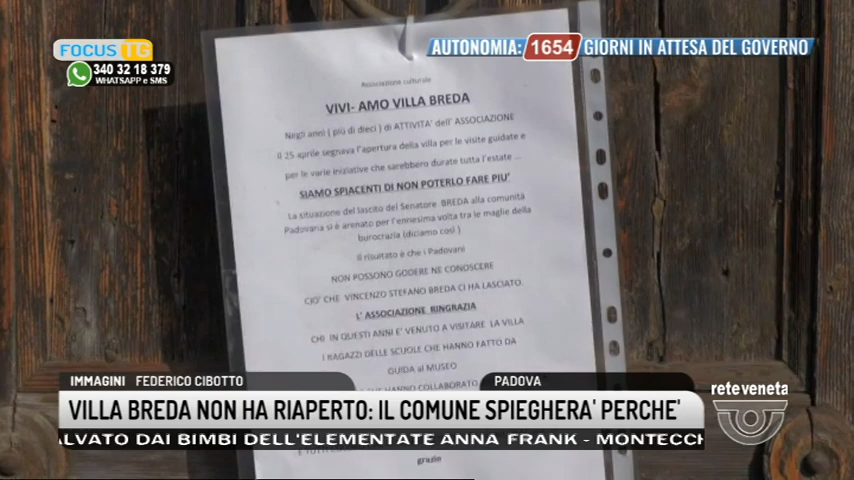 FOCUS TG
340 32 18 379
WHATSAPP e SMS
AUTONOMIA: 1654 GIORNI IN ATTESA DEL GOVERNO
Associazione culturale
VIVI- AMO VILLA BREDA
Negli anni ( più di dieci ) di ATTIVITA' dell' ASSOCIAZIONE
Il 25 aprile segnava l'apertura della villa per le visite guidate e
per le varie iniziative che sarebbero durate tutta l'estate ...
SIAMO SPIACENTI DI NON POTERLO FARE PIU'
La situazione del lascito del Senatore BREDA alla comunità
Padovana si è arenato per l'ennesima volta tra le maglie della
burocrazia (diciamo così )
Il risultato è che i Padovani
NON POSSONO GODERE NE CONOSCERE
CIO' CHE VINCENZO STEFANO BREDA CI HA LASCIATO.
L' ASSOCIAZIONE RINGRAZIA
CHI IN QUESTI ANNI E' VENUTO A VISITARE LA VILLA
I RAGAZZI DELLE SCUOLE CHE HANNO FATTO DA
GUIDA al MUSEO
CHE HANNO COLLABORATO
IMMAGINI FEDERICO CIBOTTO
PADOVA
VILLA BREDA NON HA RIAPERTO: IL COMUNE SPIEGHERA' PERCHE'
reteveneta
ALVATO DAI BIMBI DELL'ELEMENTATE ANNA FRANK - MONTECCH
grazie